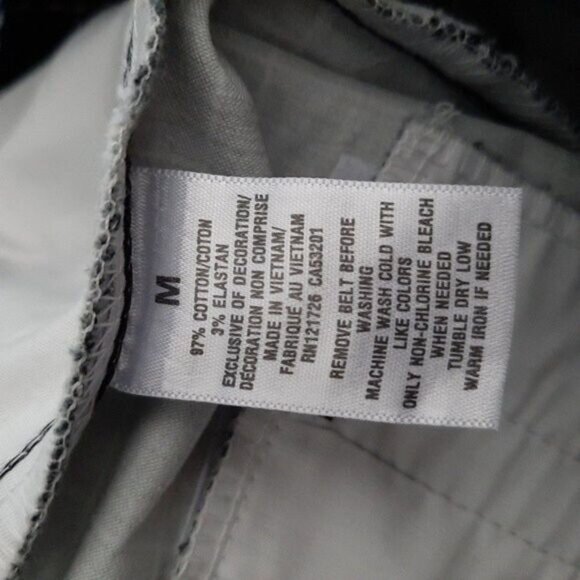 M
97% COTTON/COTON
3% ELASTAN
EXCLUSIVE OF DECORATION/
DÉCORATION NON COMPRISE
MADE IN VIETNAM/
FABRIQUÉ AU VIETNAM
RN121726 CA53201
REMOVE BELT BEFORE
WASHING
MACHINE WASH COLD WITH
LIKE COLORS
ONLY NON-CHLORINE BLEACH
WHEN NEEDED
TUMBLE DRY LOW
WARM IRON IF NEEDED